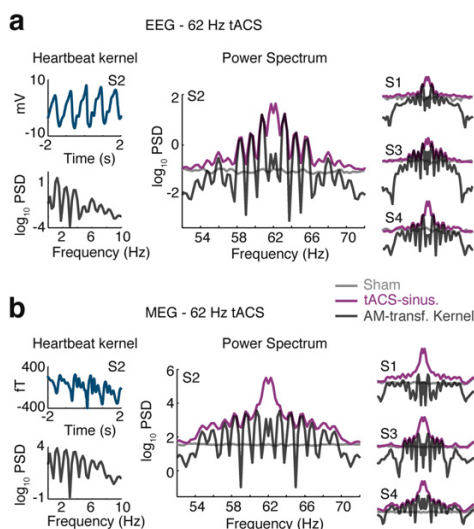 a
EEG - 62 Hz tACS
Heartbeat kernel
Power Spectrum
S2
10
mV
-10
-2 2
Time (s)
1
log10 PSD
-4
2 6 10
Frequency (Hz)
S2
2
0
-2
log10 PSD
54 58 62 66 70
Frequency (Hz)
S1
S3
S4
Sham
tACS-sinus.
AM-transf. Kernel
b
MEG - 62 Hz tACS
Heartbeat kernel
Power Spectrum
S2
400
fT
-400
-2 2
Time (s)
4
log10 PSD
-1
2 6 10
Frequency (Hz)
S2
6
4
2
0
log10 PSD
54 58 62 66 70
Frequency (Hz)
S1
S3
S4